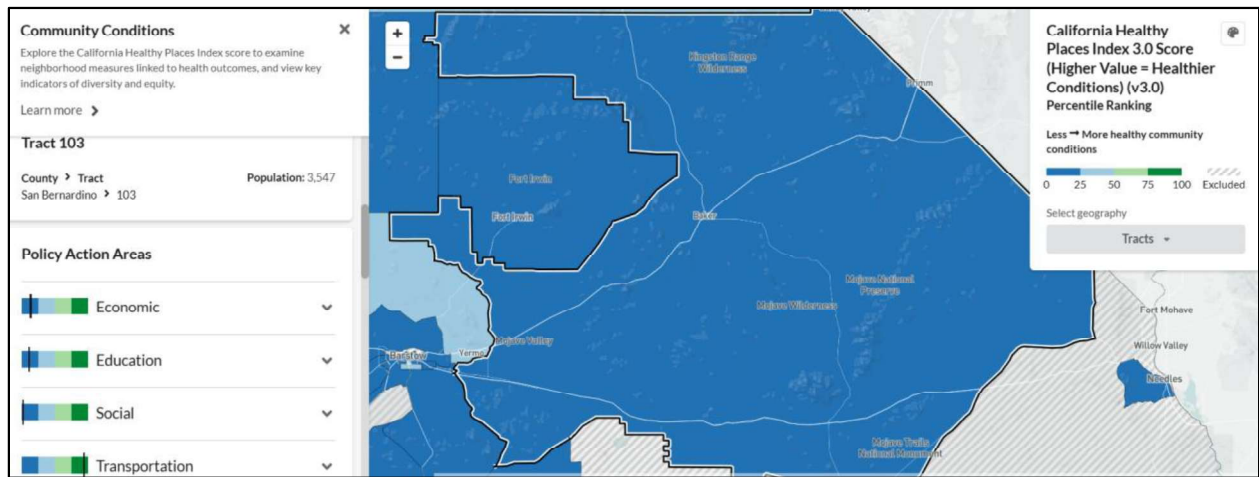 Community Conditions
Explore the California Healthy Places Index score to examine
neighborhood measures linked to health outcomes, and view key
indicators of diversity and equity.
Learn more
Tract 103
County > Tract
Population: 3,547
San Bernardino > 103
Policy Action Areas
Economic
Education
Social
Transportation
+
−
Kingston Range
Wilderness
Primm
Fort Irwin
Fort Irwin
Baker
Mojave National
Preserve
Mojave Wilderness
Mojave Valley
Barstow
Yermo
Fort Mohave
Willow Valley
Needles
Mojave Trails
National Monument
California Healthy
Places Index 3.0 Score
(Higher Value = Healthier
Conditions) (v3.0)
Percentile Ranking
Less → More healthy community
conditions
0 25 50 75 100 Excluded
Select geography
Tracts